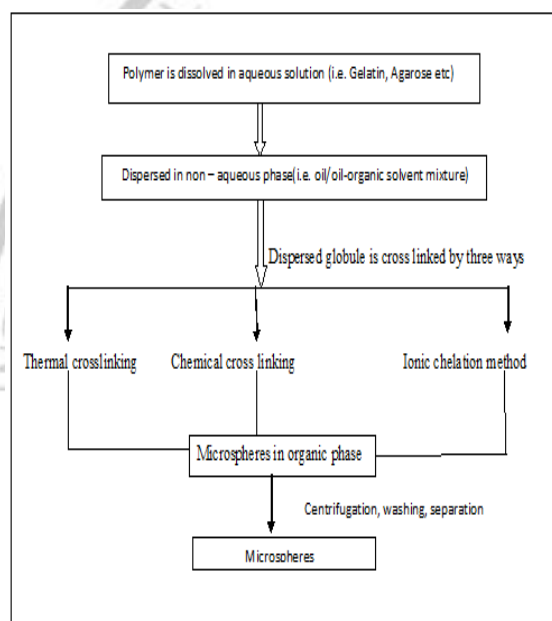 Polymer is dissolved in aqueous solution (i.e. Gelatin, Agarose etc)
Dispersed in non – aqueous phase(i.e. oil/oil-organic solvent mixture)
Dispersed globule is cross linked by three ways
Thermal crosslinking Chemical cross linking Ionic chelation method
Microspheres in organic phase
Centrifugation, washing, separation
Microspheres